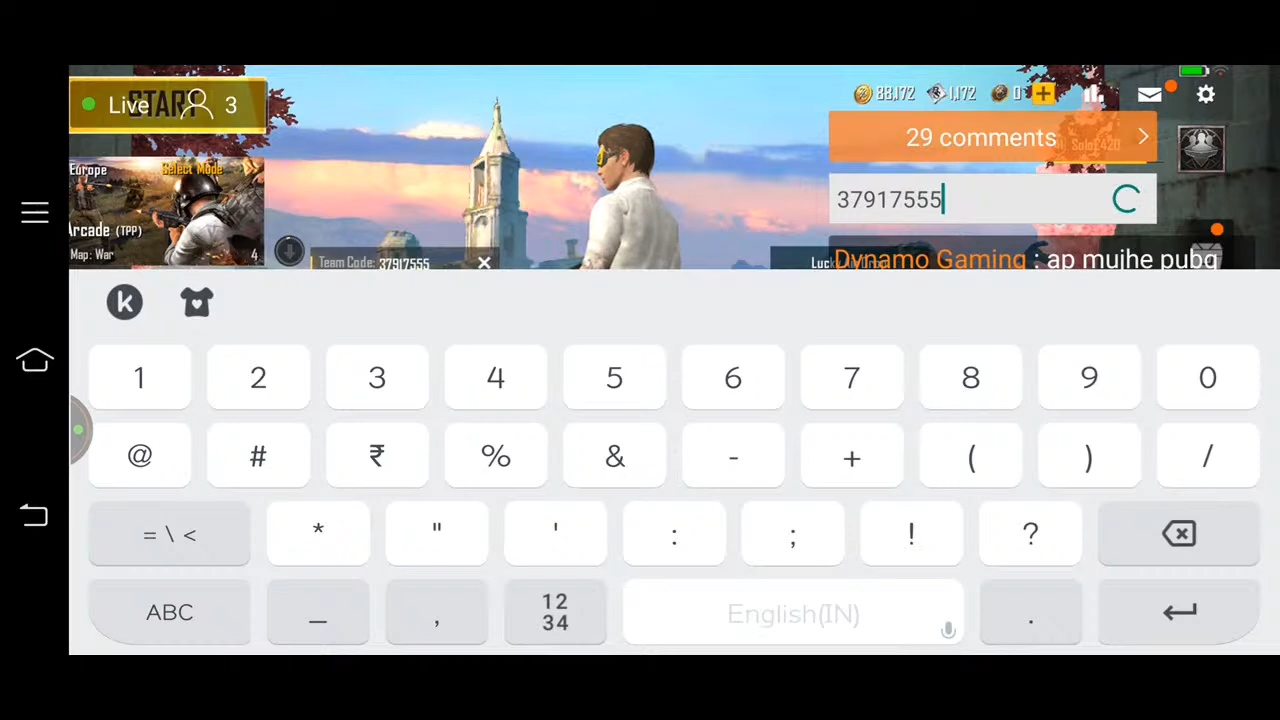 START
Live 3
88,172
1,172
0
29 comments
Solo
420
Europe
Select Mode
37917555
Arcade (TPP)
Map: War
4
Team Code: 37917555
Dynamo Gaming : ap mujhe pubg
k
1 2 3 4 5 6 7 8 9 0
@ # ₹ % & - + ( ) /
= \ < * " ' : ; ! ?
ABC _ , 12 34 English(IN) .